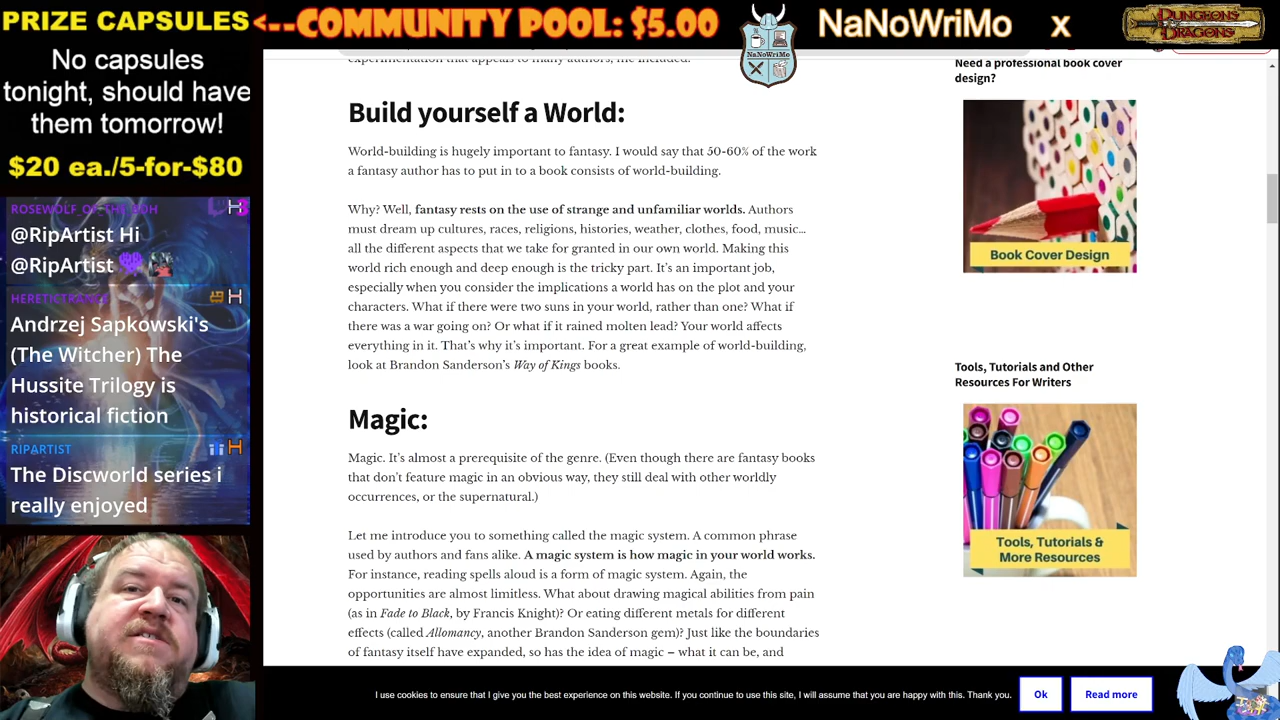 PRIZE CAPSULES
No capsules
tonight, should have
them tomorrow!
$20 ea./5-for-$80
<--COMMUNITY POOL: $5.00
NaNoWriMo
NaNoWriMo
x
DUNGEONS
DRAGONS
ROSEWOLF_OF_THE_BOH
@RipArtist Hi
@RipArtist
HERETICTRANCE
Andrzej Sapkowski's
(The Witcher) The
Hussite Trilogy is
historical fiction
RIPARTIST
The Discworld series i
really enjoyed
experimentation that appeals to many authors, me included.
Build yourself a World:
World-building is hugely important to fantasy. I would say that 50-60% of the work
a fantasy author has to put in to a book consists of world-building.
Why? Well, fantasy rests on the use of strange and unfamiliar worlds. Authors
must dream up cultures, races, religions, histories, weather, clothes, food, music…
all the different aspects that we take for granted in our own world. Making this
world rich enough and deep enough is the tricky part. It’s an important job,
especially when you consider the implications a world has on the plot and your
characters. What if there were two suns in your world, rather than one? What if
there was a war going on? Or what if it rained molten lead? Your world affects
everything in it. That’s why it’s important. For a great example of world-building,
look at Brandon Sanderson’s Way of Kings books.
Magic:
Magic. It’s almost a prerequisite of the genre. (Even though there are fantasy books
that don’t feature magic in an obvious way, they still deal with other worldly
occurrences, or the supernatural.)
Let me introduce you to something called the magic system. A common phrase
used by authors and fans alike. A magic system is how magic in your world works.
For instance, reading spells aloud is a form of magic system. Again, the
opportunities are almost limitless. What about drawing magical abilities from pain
(as in Fade to Black, by Francis Knight)? Or eating different metals for different
effects (called Allomancy, another Brandon Sanderson gem)? Just like the boundaries
of fantasy itself have expanded, so has the idea of magic – what it can be, and
Need a professional book cover
design?
Book Cover Design
Tools, Tutorials and Other
Resources For Writers
Tools, Tutorials &
More Resources
I use cookies to ensure that I give you the best experience on this website. If you continue to use this site, I will assume that you are happy with this. Thank you.
Ok
Read more